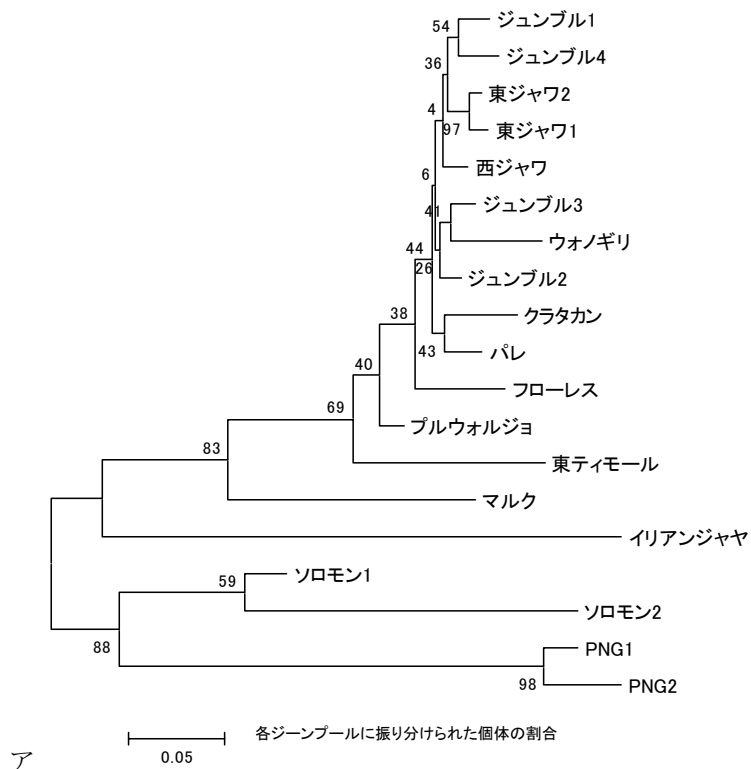 54
ジュンブル1
ジュンブル4
36
東ジャワ2
4
97
東ジャワ1
西ジャワ
6
41
ジュンブル3
ウォノギリ
44
26
ジュンブル2
38
クラタカン
43
パレ
40
フローレス
69
プルウォルジョ
83
東ティモール
マルク
イリアンジャヤ
59
ソロモン1
ソロモン2
88
PNG1
98
PNG2
各ジーンプールに振り分けられた個体の割合
ア
0.05